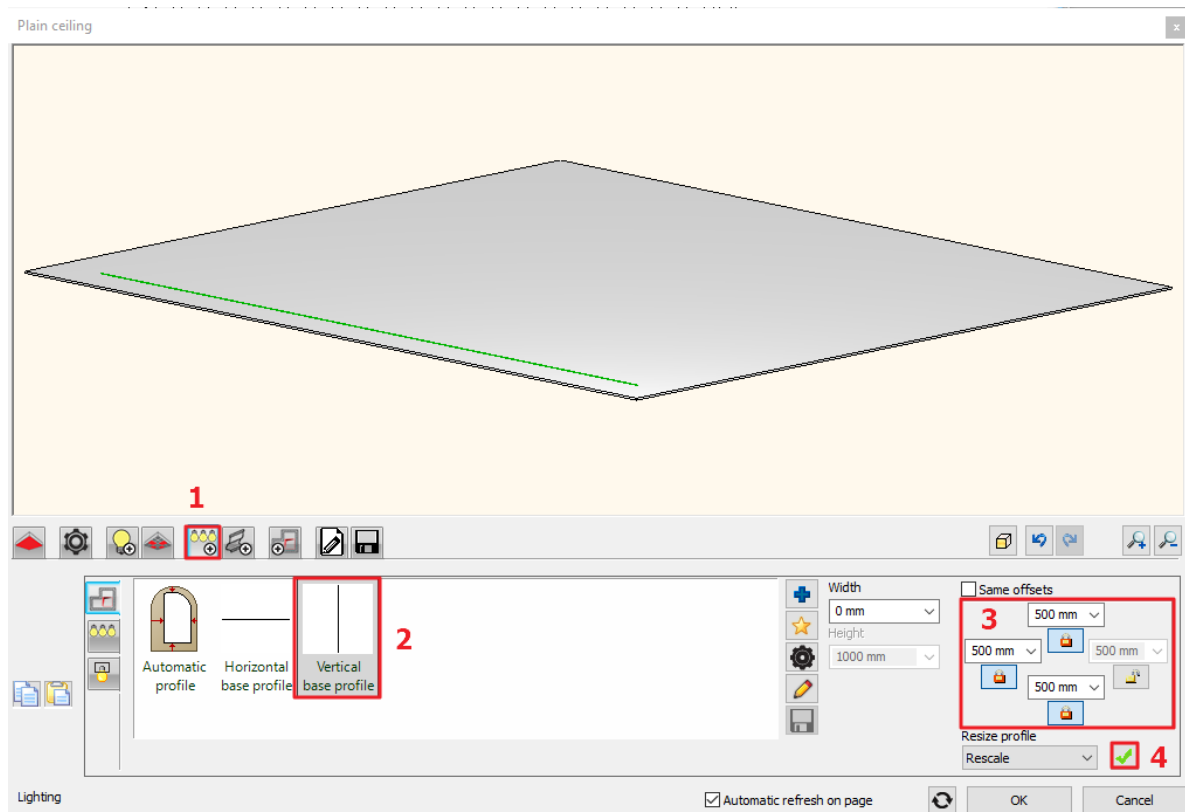 Plain ceiling
x
1
Width
0 mm
Height
1000 mm
2
Automatic
profile
Horizontal
base profile
Vertical
base profile
Same offsets
3
500 mm
500 mm
500 mm
500 mm
Resize profile
Rescale
4
Lighting
Automatic refresh on page
OK
Cancel